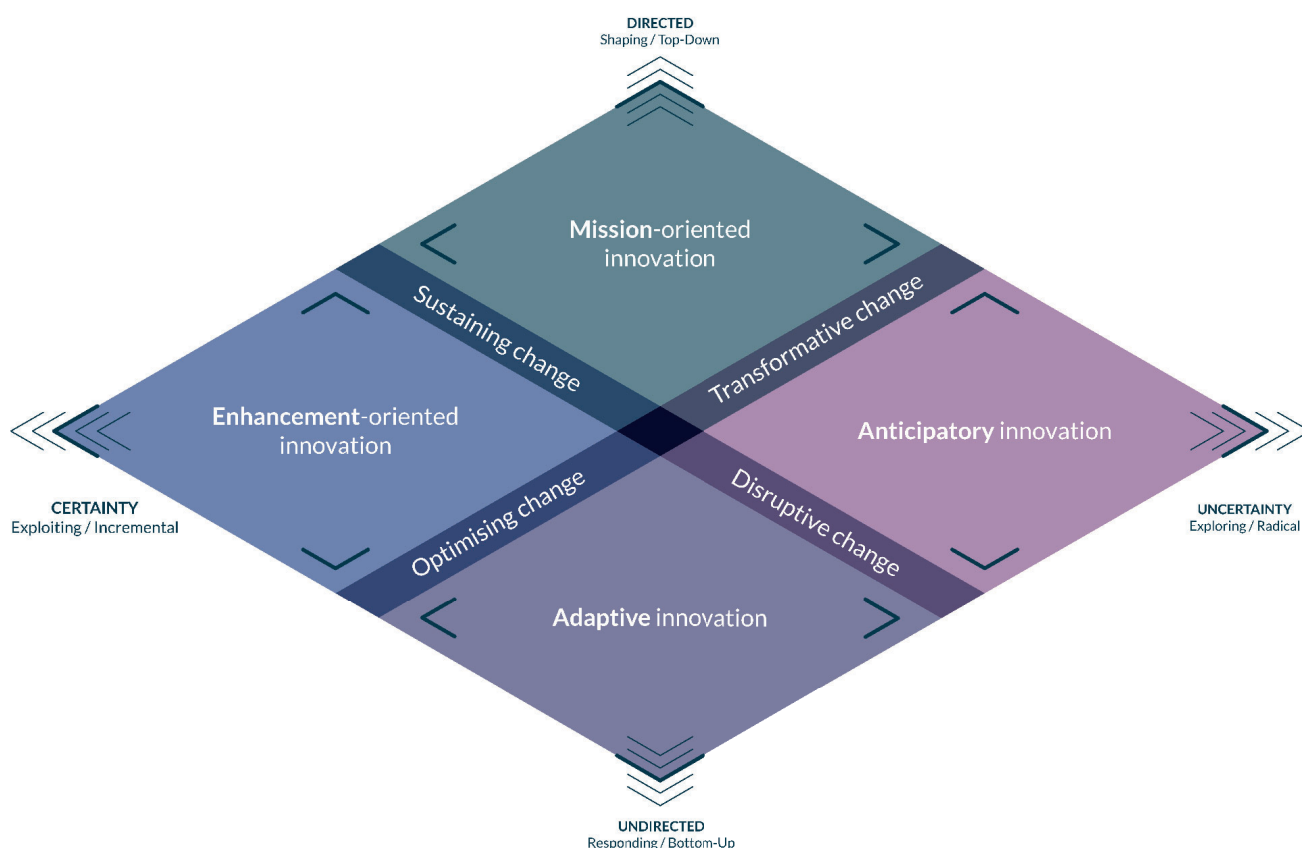 DIRECTED
Shaping / Top-Down
Mission-oriented
innovation
Sustaining change
Transformative change
Enhancement-oriented
innovation
Anticipatory innovation
CERTAINTY
Exploiting / Incremental
UNCERTAINTY
Exploring / Radical
Optimising change
Disruptive change
Adaptive innovation
UNDIRECTED
Responding / Bottom-Up